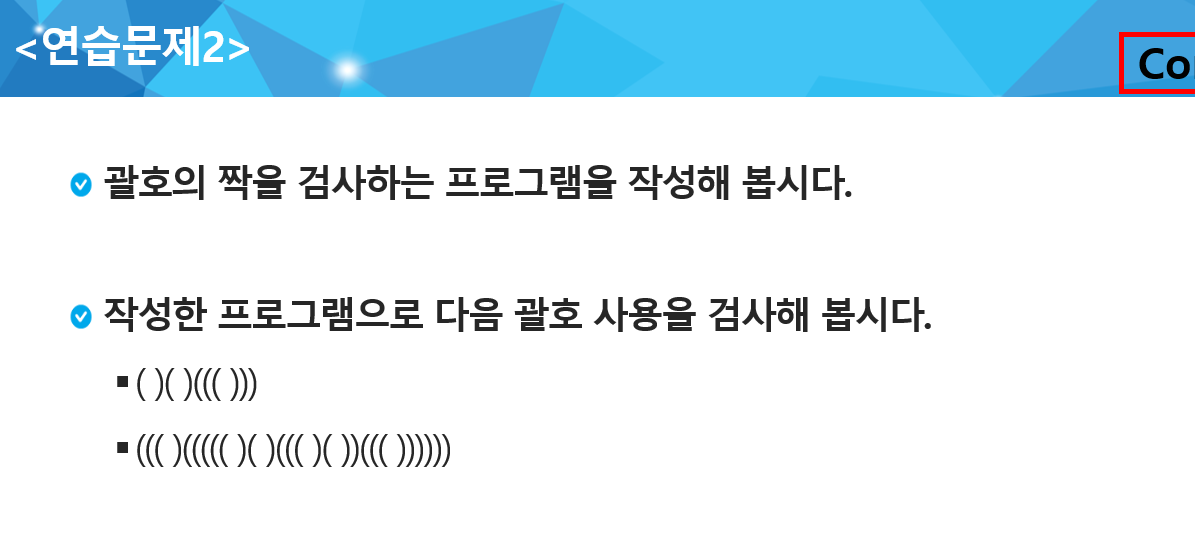 <연습문제2>
괄호의 짝을 검사하는 프로그램을 작성해 봅시다.
작성한 프로그램으로 다음 괄호 사용을 검사해 봅시다.
( )( )((( )))
((( )((((( )( )((( )( ))((( ))))))